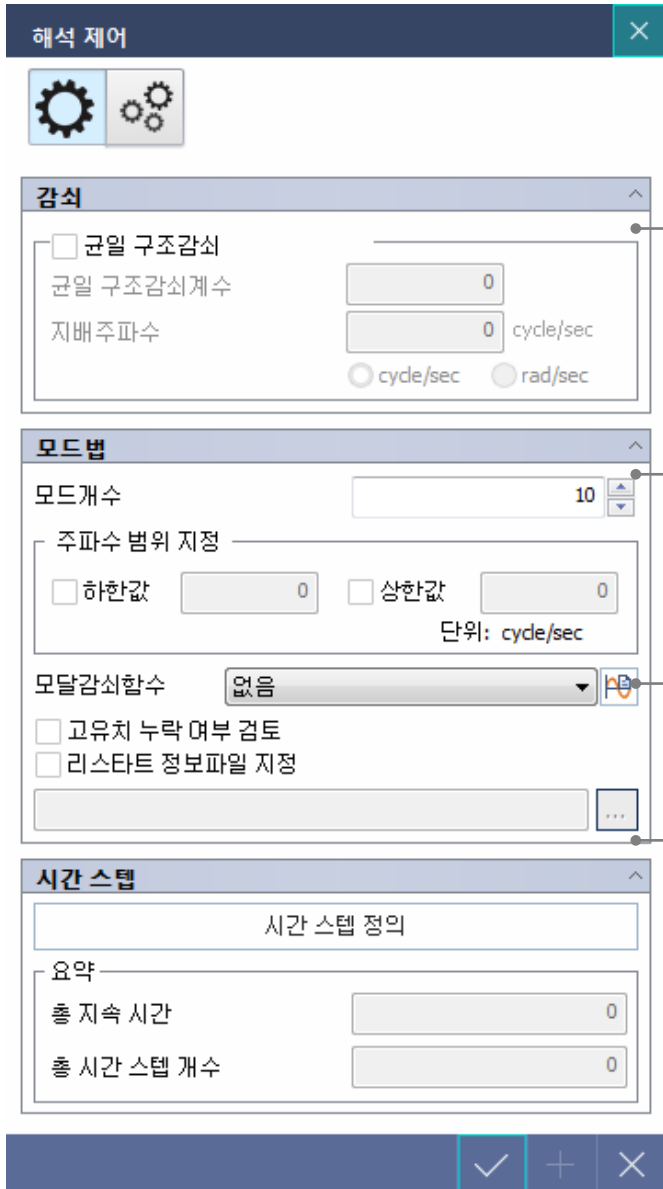 해석 제어
감쇠
균일 구조감쇠
균일 구조감쇠계수 0
지배주파수 0 cycle/sec
cycle/sec rad/sec
모드법
모드개수 10
주파수 범위 지정
하한값 0 상한값 0
단위: cycle/sec
모달감쇠함수 없음
고유치 누락 여부 검토
리스타트 정보파일 지정
...
시간 스텝
시간 스텝 정의
요약
총 지속 시간 0
총 시간 스텝 개수 0